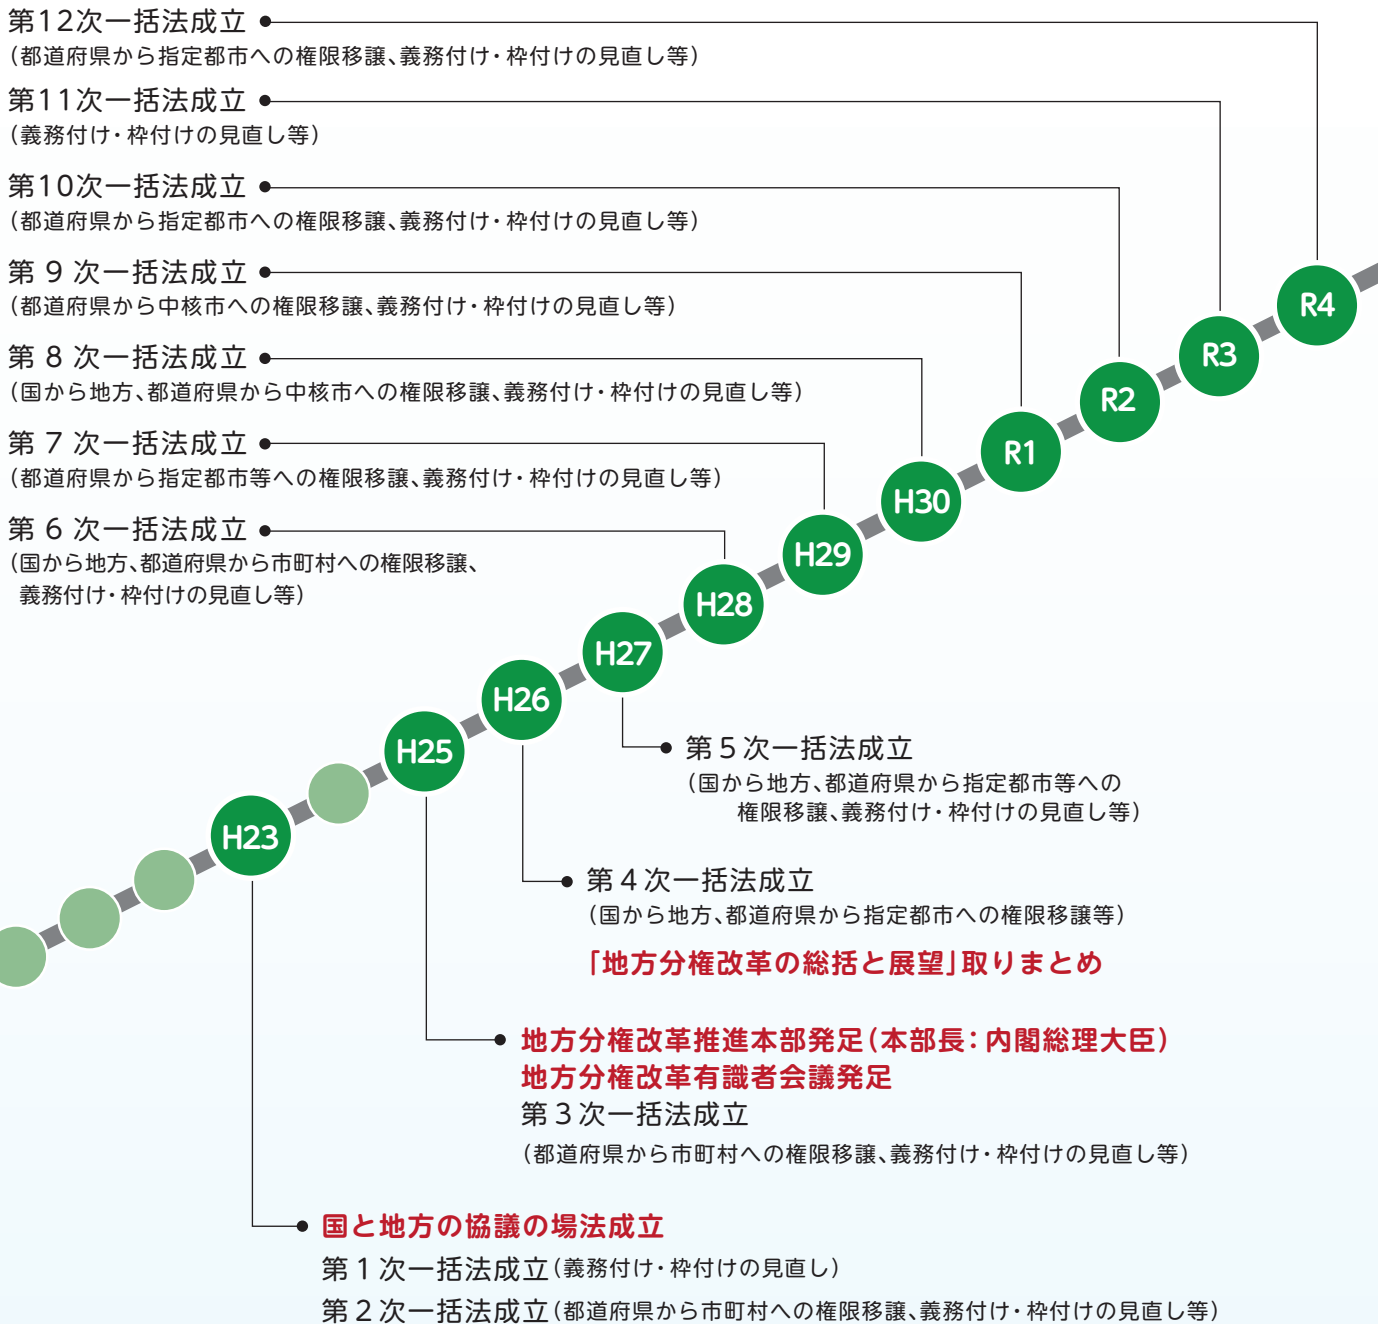 第12次一括法成立
（都道府県から指定都市への権限移譲、義務付け・枠付けの見直し等）
第11次一括法成立
（義務付け・枠付けの見直し等）
第10次一括法成立
（都道府県から指定都市への権限移譲、義務付け・枠付けの見直し等）
第 9 次一括法成立
（都道府県から中核市への権限移譲、義務付け・枠付けの見直し等）
第 8 次一括法成立
（国から地方、都道府県から中核市への権限移譲、義務付け・枠付けの見直し等）
第 7 次一括法成立
（都道府県から指定都市等への権限移譲、義務付け・枠付けの見直し等）
第 6 次一括法成立
（国から地方、都道府県から市町村への権限移譲、
義務付け・枠付けの見直し等）
R4
R3
R2
R1
H30
H29
H28
H27
H26
H25
H23
第５次一括法成立
（国から地方、都道府県から指定都市等への
権限移譲、義務付け・枠付けの見直し等）
第４次一括法成立
（国から地方、都道府県から指定都市への権限移譲等）
「地方分権改革の総括と展望」取りまとめ
地方分権改革推進本部発足（本部長：内閣総理大臣）
地方分権改革有識者会議発足
第３次一括法成立
（都道府県から市町村への権限移譲、義務付け・枠付けの見直し等）
国と地方の協議の場法成立
第１次一括法成立（義務付け・枠付けの見直し）
第２次一括法成立（都道府県から市町村への権限移譲、義務付け・枠付けの見直し等）